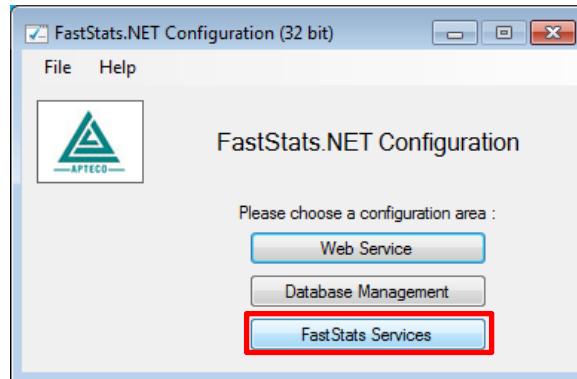 FastStats.NET Configuration (32 bit)
File Help
APTECO
FastStats.NET Configuration
Please choose a configuration area :
Web Service
Database Management
FastStats Services